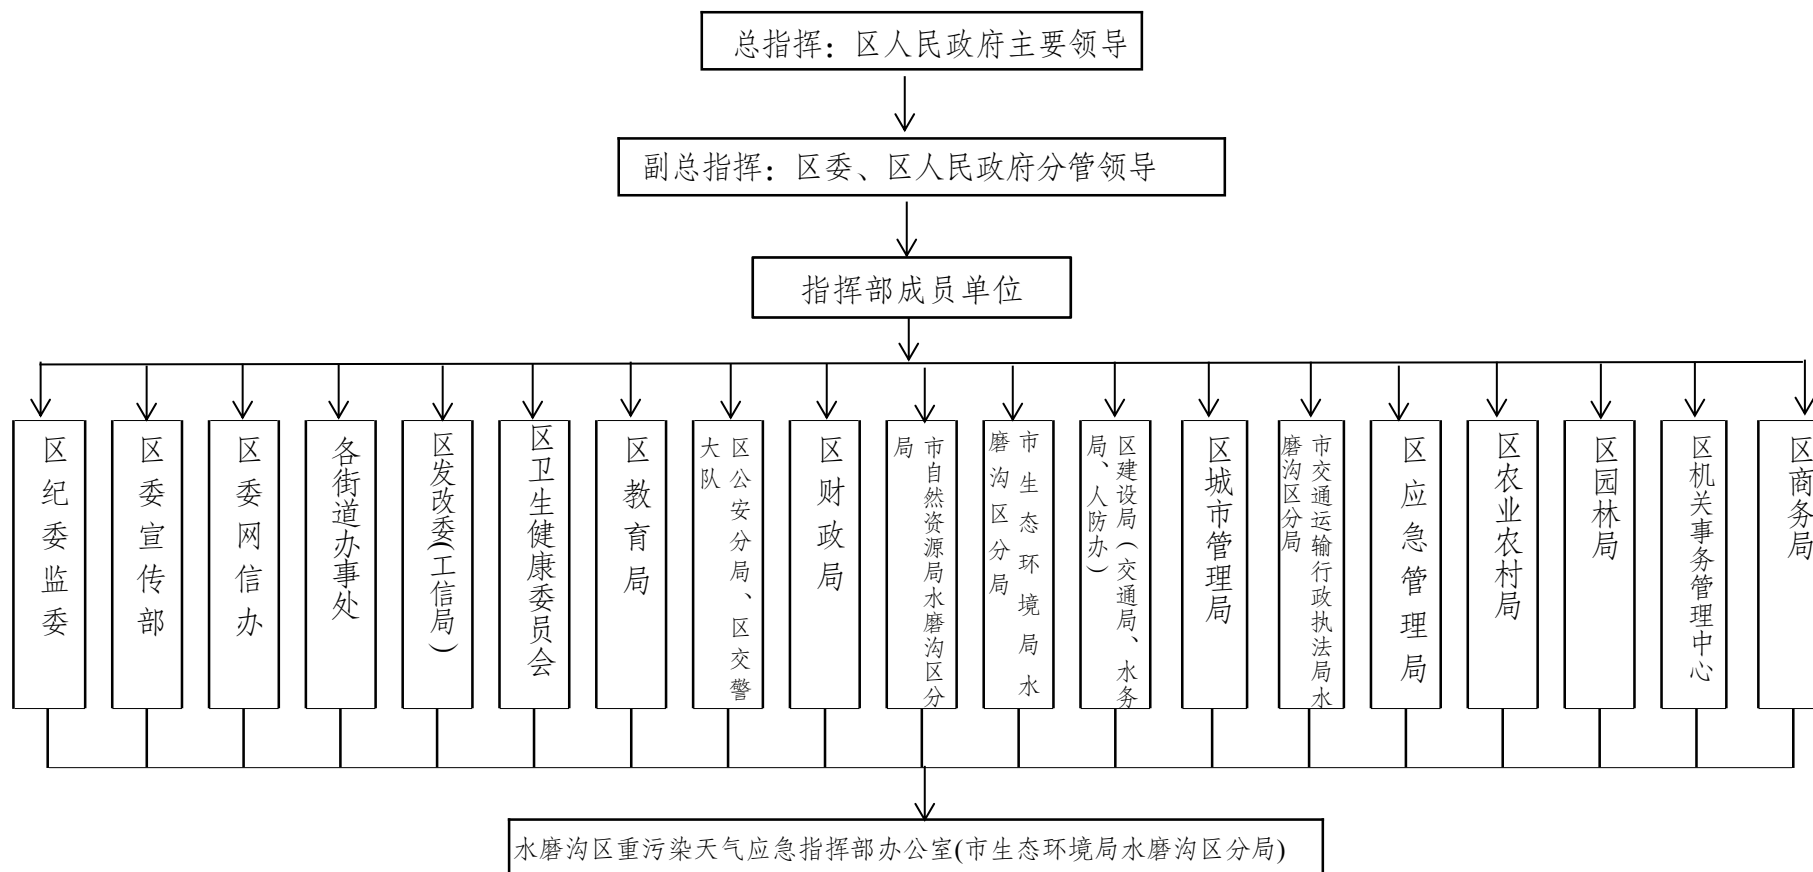 总指挥：区人民政府主要领导
副总指挥：区委、区人民政府分管领导
指挥部成员单位
区纪委监委
区委宣传部
区委网信办
各街道办事处
区发改委(工信局)
区卫生健康委员会
区教育局
区公安分局、区交警
大队
区财政局
市自然资源局水磨沟区分
局
市生态环境局水
磨沟区分局
区建设局（交通局、水务
局、人防办）
区城市管理局
市交通运输行政执法局水
磨沟区分局
区应急管理局
区农业农村局
区园林局
区机关事务管理中心
区商务局
水磨沟区重污染天气应急指挥部办公室(市生态环境局水磨沟区分局)